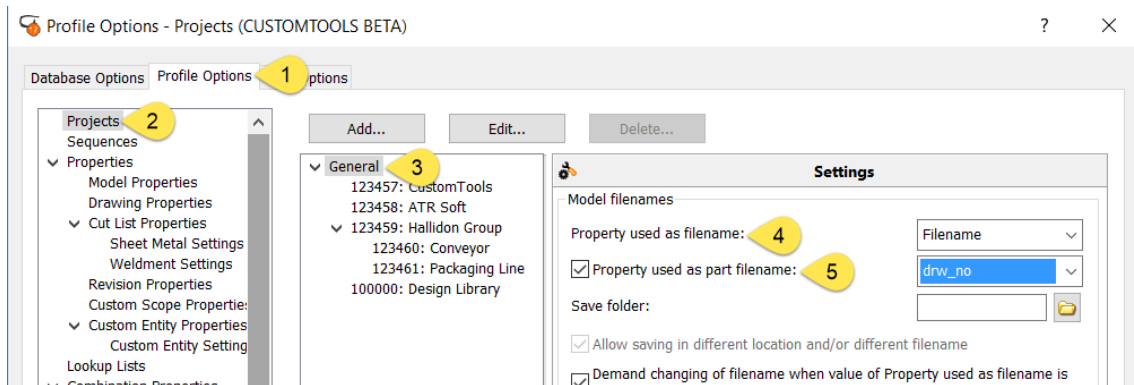 Profile Options - Projects (CUSTOMTOOLS BETA)
?
Database Options Profile Options 1 ptions
Projects 2
Sequences
Properties
Model Properties
Drawing Properties
Cut List Properties
Sheet Metal Settings
Weldment Settings
Revision Properties
Custom Scope Propertie:
Custom Entity Properties
Custom Entity Setting
Lookup Lists
Add... Edit... Delete...
General 3
123457: CustomTools
123458: ATR Soft
123459: Hallidon Group
123460: Conveyor
123461: Packaging Line
100000: Design Library
Settings
Model filenames
Property used as filename: 4 Filename
Property used as part filename: 5 drw_no
Save folder:
Allow saving in different location and/or different filename
Demand changing of filename when value of Property used as filename is